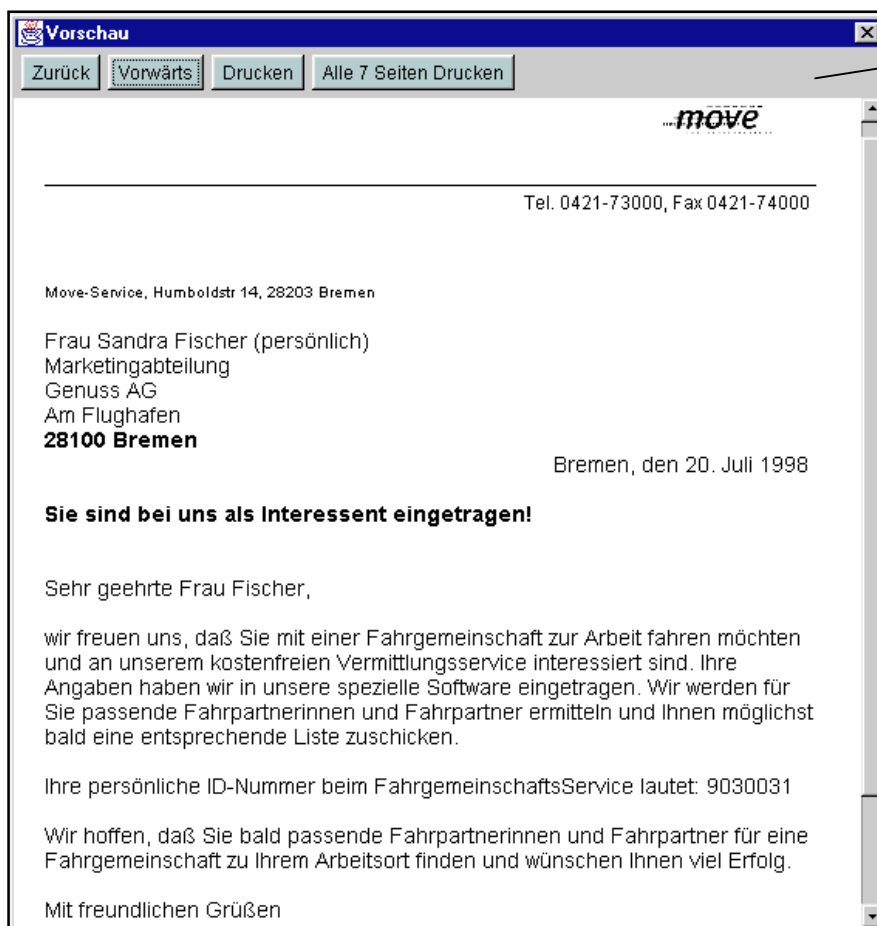 Vorschau
Zurück Vorwärts Drucken Alle 7 Seiten Drucken
move
Tel. 0421-73000, Fax 0421-74000
Move-Service, Humboldstr 14, 28203 Bremen
Frau Sandra Fischer (persönlich)
Marketingabteilung
Genuss AG
Am Flughafen
28100 Bremen
Bremen, den 20. Juli 1998
Sie sind bei uns als Interessent eingetragen!
Sehr geehrte Frau Fischer,
wir freuen uns, daß Sie mit einer Fahrgemeinschaft zur Arbeit fahren möchten
und an unserem kostenfreien Vermittlungsservice interessiert sind. Ihre
Angaben haben wir in unsere spezielle Software eingetragen. Wir werden für
Sie passende Fahrpartnerinnen und Fahrpartner ermitteln und Ihnen möglichst
bald eine entsprechende Liste zuschicken.
Ihre persönliche ID-Nummer beim FahrgemeinschaftsService lautet: 9030031
Wir hoffen, daß Sie bald passende Fahrpartnerinnen und Fahrpartner für eine
Fahrgemeinschaft zu Ihrem Arbeitsort finden und wünschen Ihnen viel Erfolg.
Mit freundlichen Grüßen